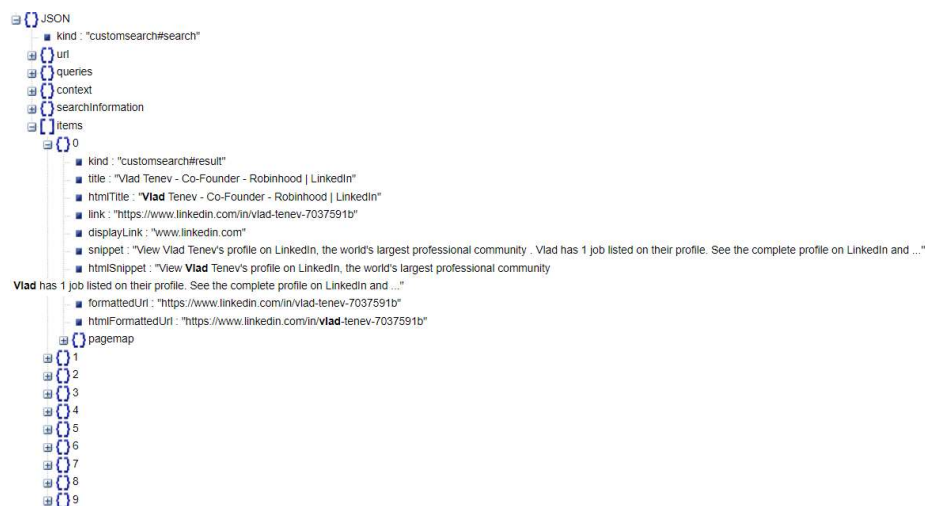 JSON
kind : "customsearch#search"
url
queries
context
searchInformation
items
0
kind : "customsearch#result"
title : "Vlad Tenev - Co-Founder - Robinhood | LinkedIn"
htmlTitle : "Vlad Tenev - Co-Founder - Robinhood | LinkedIn"
link : "https://www.linkedin.com/in/vlad-tenev-7037591b"
displayLink : "www.linkedin.com"
snippet : "View Vlad Tenev's profile on LinkedIn, the world's largest professional community . Vlad has 1 job listed on their profile. See the complete profile on LinkedIn and ..."
htmlSnippet : "View Vlad Tenev's profile on LinkedIn, the world's largest professional community
Vlad has 1 job listed on their profile. See the complete profile on LinkedIn and ..."
formattedUrl : "https://www.linkedin.com/in/vlad-tenev-7037591b"
htmlFormattedUrl : "https://www.linkedin.com/in/vlad-tenev-7037591b"
pagemap
1
2
3
4
5
6
7
8
9